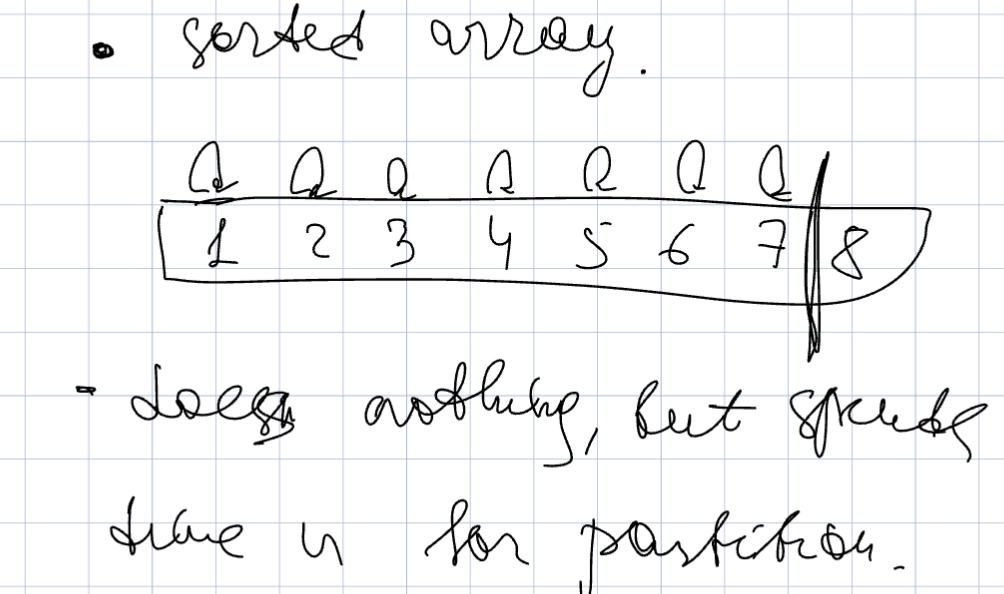 • sorted array.
1 2 3 4 5 6 7 8
- does nothing, but spends
time n for partition.